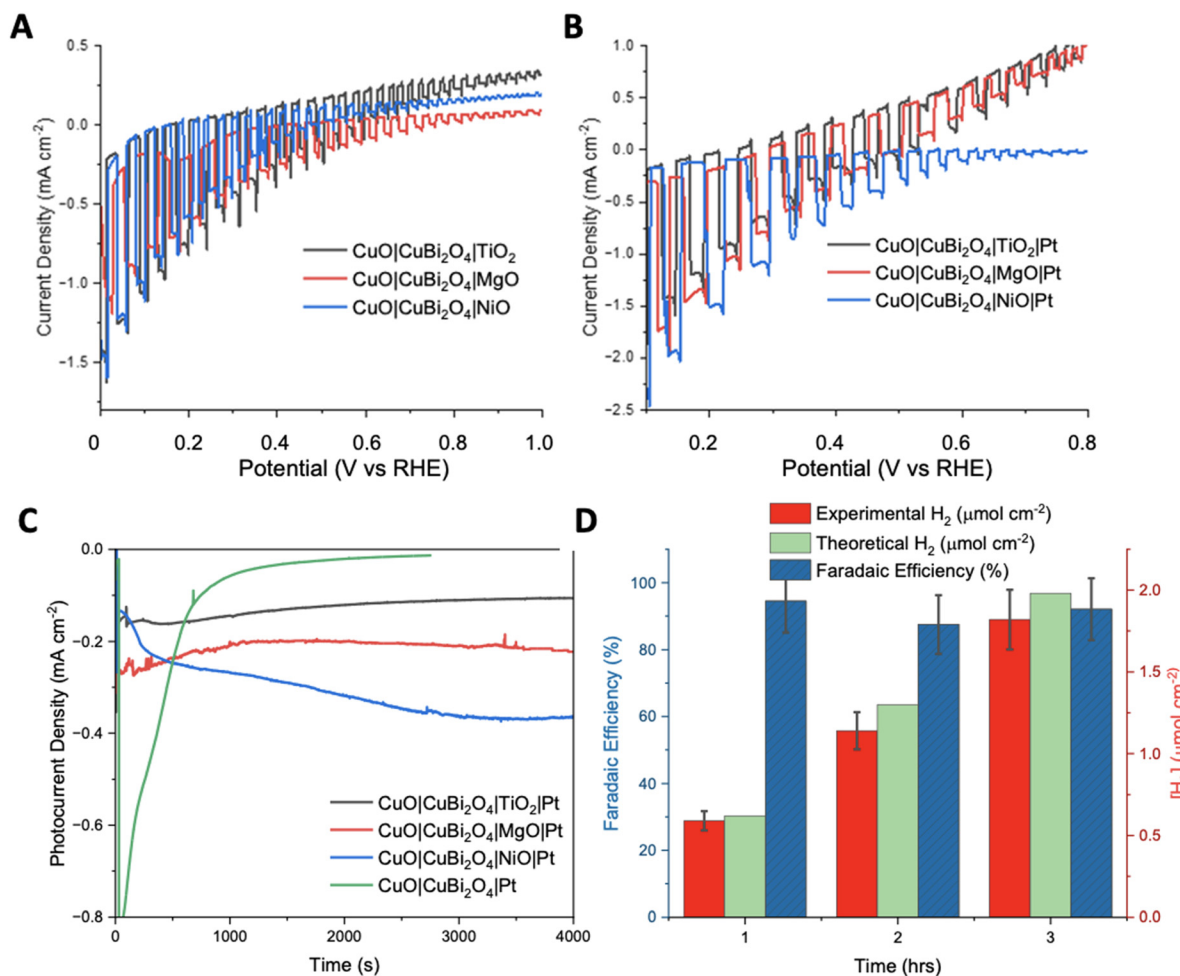 A
0.5
0.0
−0.5
−1.0
−1.5
Current Density (mA cm⁻²)
CuO|CuBi₂O₄|TiO₂
CuO|CuBi₂O₄|MgO
CuO|CuBi₂O₄|NiO
0 0.2 0.4 0.6 0.8 1.0
Potential (V vs RHE)
B
1.0
0.5
0.0
−0.5
−1.0
−1.5
−2.0
−2.5
Current Density (mA cm⁻²)
CuO|CuBi₂O₄|TiO₂|Pt
CuO|CuBi₂O₄|MgO|Pt
CuO|CuBi₂O₄|NiO|Pt
0.2 0.4 0.6 0.8
Potential (V vs RHE)
C
0.0
−0.2
−0.4
−0.6
−0.8
Photocurrent Density (mA cm⁻²)
CuO|CuBi₂O₄|TiO₂|Pt
CuO|CuBi₂O₄|MgO|Pt
CuO|CuBi₂O₄|NiO|Pt
CuO|CuBi₂O₄|Pt
0 1000 2000 3000 4000
Time (s)
D
Experimental H₂ (μmol cm⁻²)
Theoretical H₂ (μmol cm⁻²)
Faradaic Efficiency (%)
100
80
60
40
20
0
Faradaic Efficiency (%)
2.0
1.5
1.0
0.5
0.0
[H₂] (μmol cm⁻²)
1 2 3
Time (hrs)